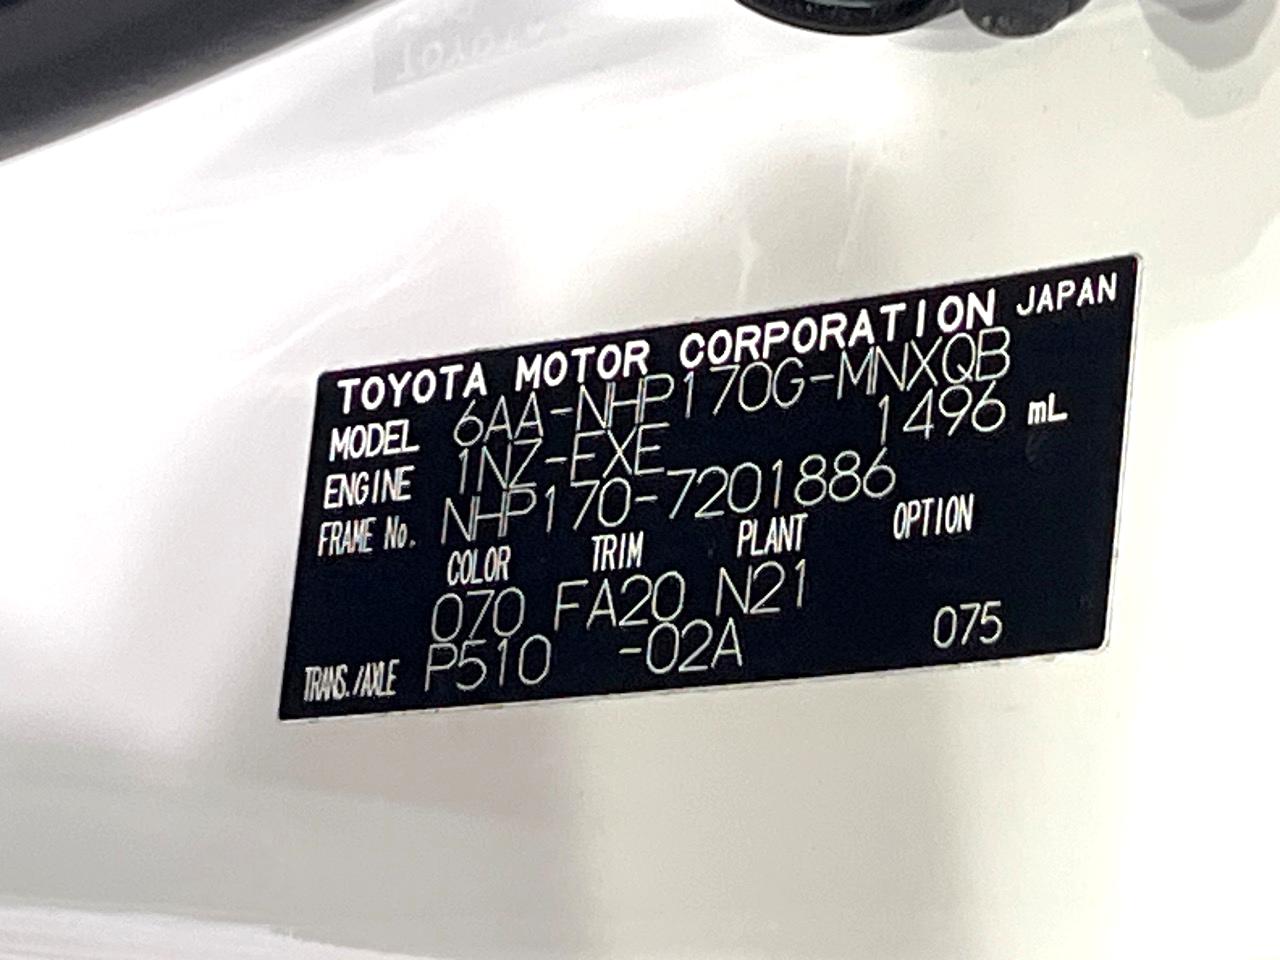 TOYOTA MOTOR CORPORATION JAPAN
MODEL 6AA-NHP170G-MNXQB
ENGINE 1NZ-FXE 1496 mL
FRAME No. NHP170-7201886
COLOR TRIM PLANT OPTION
070 FA20 N21
TRANS./AXLE P510 -02A 075